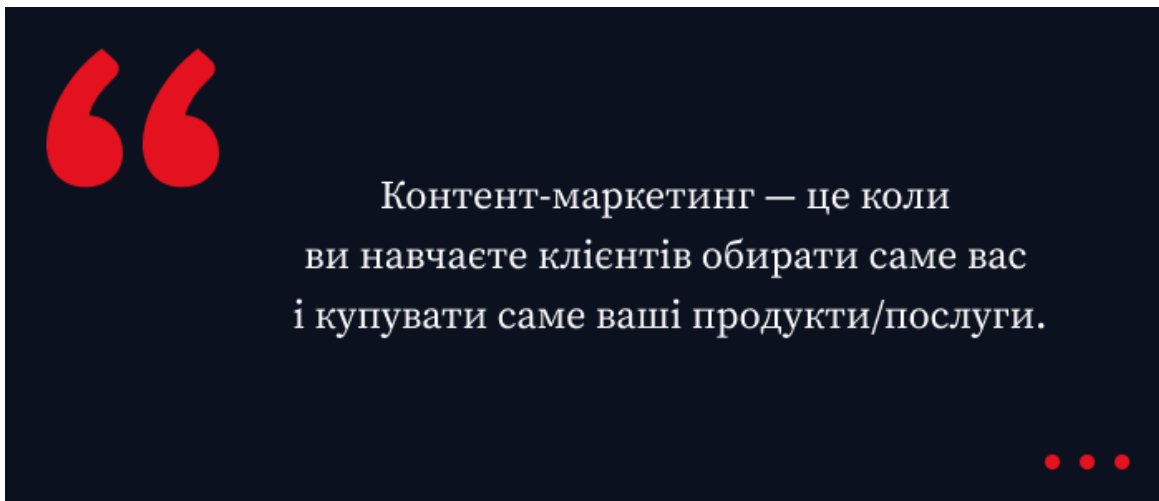 “
Контент-маркетинг — це коли
ви навчаєте клієнтів обирати саме вас
і купувати саме ваші продукти/послуги.